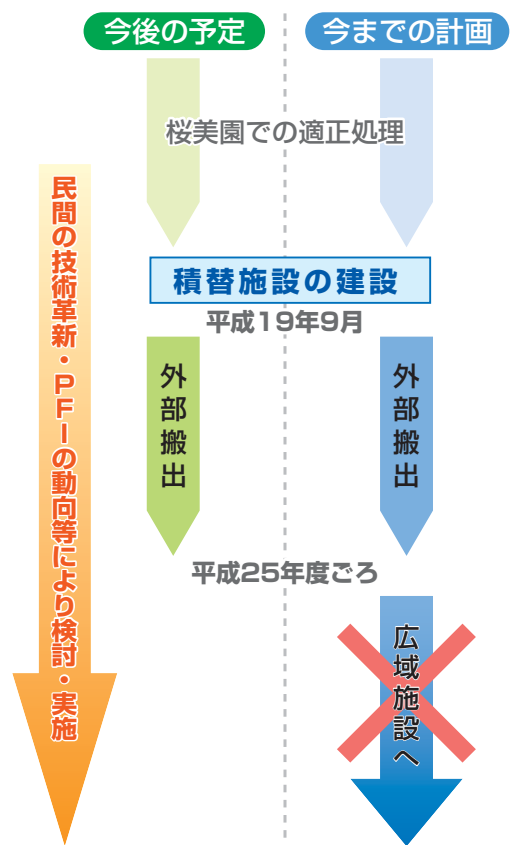 今後の予定
今までの計画
桜美園での適正処理
民間の技術革新・PFIの動向等により検討・実施
積替施設の建設
平成19年9月
外部搬出
外部搬出
平成25年度ごろ
広域施設へ